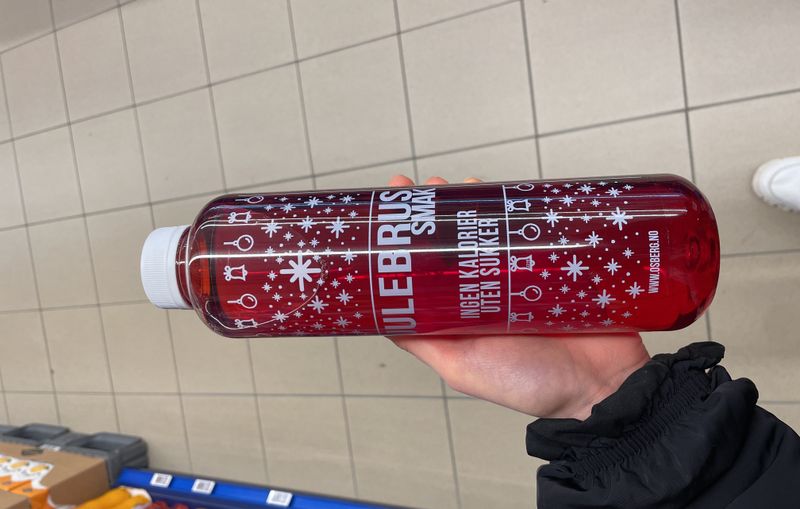 JULEBRUS
SMAK
INGEN KALORIER
UTEN SUKKER
WWW.OSBERG.NO